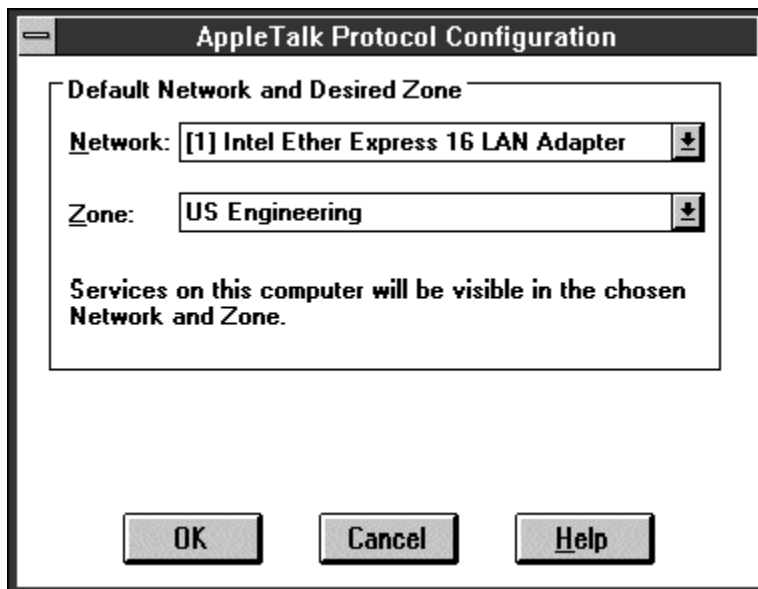 AppleTalk Protocol Configuration
Default Network and Desired Zone
Network: [1] Intel Ether Express 16 LAN Adapter
Zone: US Engineering
Services on this computer will be visible in the chosen
Network and Zone.
OK Cancel Help